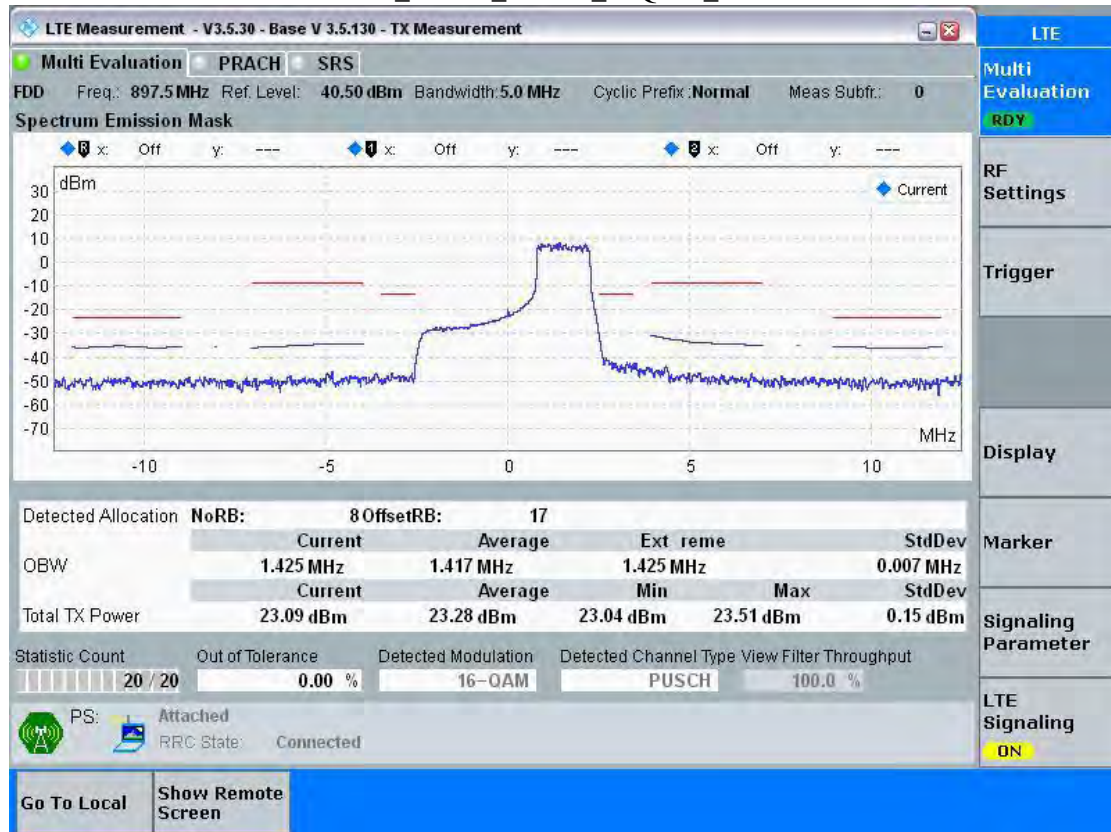 LTE Measurement - V3.5.30 - Base V 3.5.130 - TX Measurement
LTE
Multi Evaluation PRACH SRS
Multi Evaluation
RDY
FDD Freq.: 897.5 MHz Ref. Level: 40.50 dBm Bandwidth: 5.0 MHz Cyclic Prefix : Normal Meas Subfr.: 0
Spectrum Emission Mask
R x: Off y: --- 1 x: Off y: --- 2 x: Off y: ---
RF Settings
dBm
Current
30
20
10
0
-10
-20
-30
-40
-50
-60
-70
MHz
-10 -5 0 5 10
Trigger
Display
Detected Allocation NoRB: 8 OffsetRB: 17
Current Average Ext reme StdDev
OBW 1.425 MHz 1.417 MHz 1.425 MHz 0.007 MHz
Current Average Min Max StdDev
Total TX Power 23.09 dBm 23.28 dBm 23.04 dBm 23.51 dBm 0.15 dBm
Marker
Signaling Parameter
Statistic Count Out of Tolerance Detected Modulation Detected Channel Type View Filter Throughput
20 / 20 0.00 % 16-QAM PUSCH 100.0 %
PS: Attached
RRC State: Connected
LTE Signaling
ON
Go To Local
Show Remote Screen